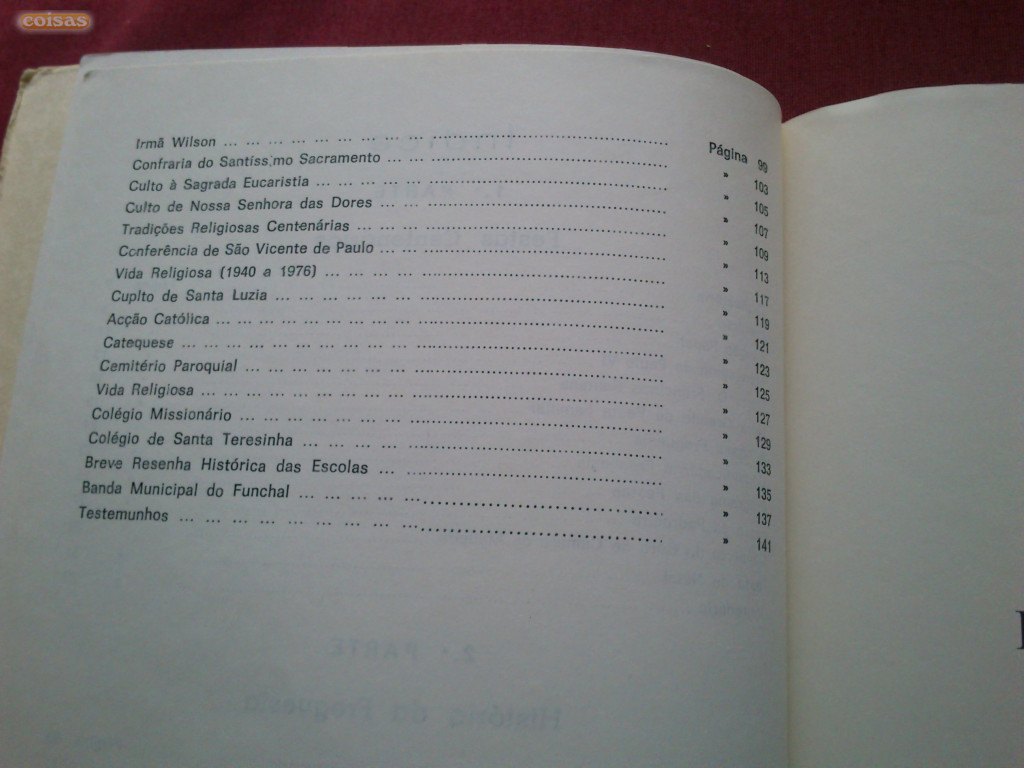 coisas
Irmã Wilson ... ... ... ... ... ... ... Página 99
Confraria do Santíssimo Sacramento ... ... » 103
Culto à Sagrada Eucaristia ... ... ... ... » 105
Culto de Nossa Senhora das Dores ... ... » 107
Tradições Religiosas Centenárias ... ... ... » 109
Conferência de São Vicente de Paulo ... ... » 113
Vida Religiosa (1940 a 1976) ... ... ... ... » 117
Cuplto de Santa Luzia ... ... ... ... ... » 119
Acção Católica ... ... ... ... ... ... ... » 121
Catequese ... ... ... ... ... ... ... ... » 123
Cemitério Paroquial ... ... ... ... ... ... » 125
Vida Religiosa ... ... ... ... ... ... ... » 127
Colégio Missionário ... ... ... ... ... ... » 129
Colégio de Santa Teresinha ... ... ... ... » 133
Breve Resenha Histórica das Escolas ... ... » 135
Banda Municipal do Funchal ... ... ... ... » 137
Testemunhos ... ... ... ... ... ... ... ... » 141